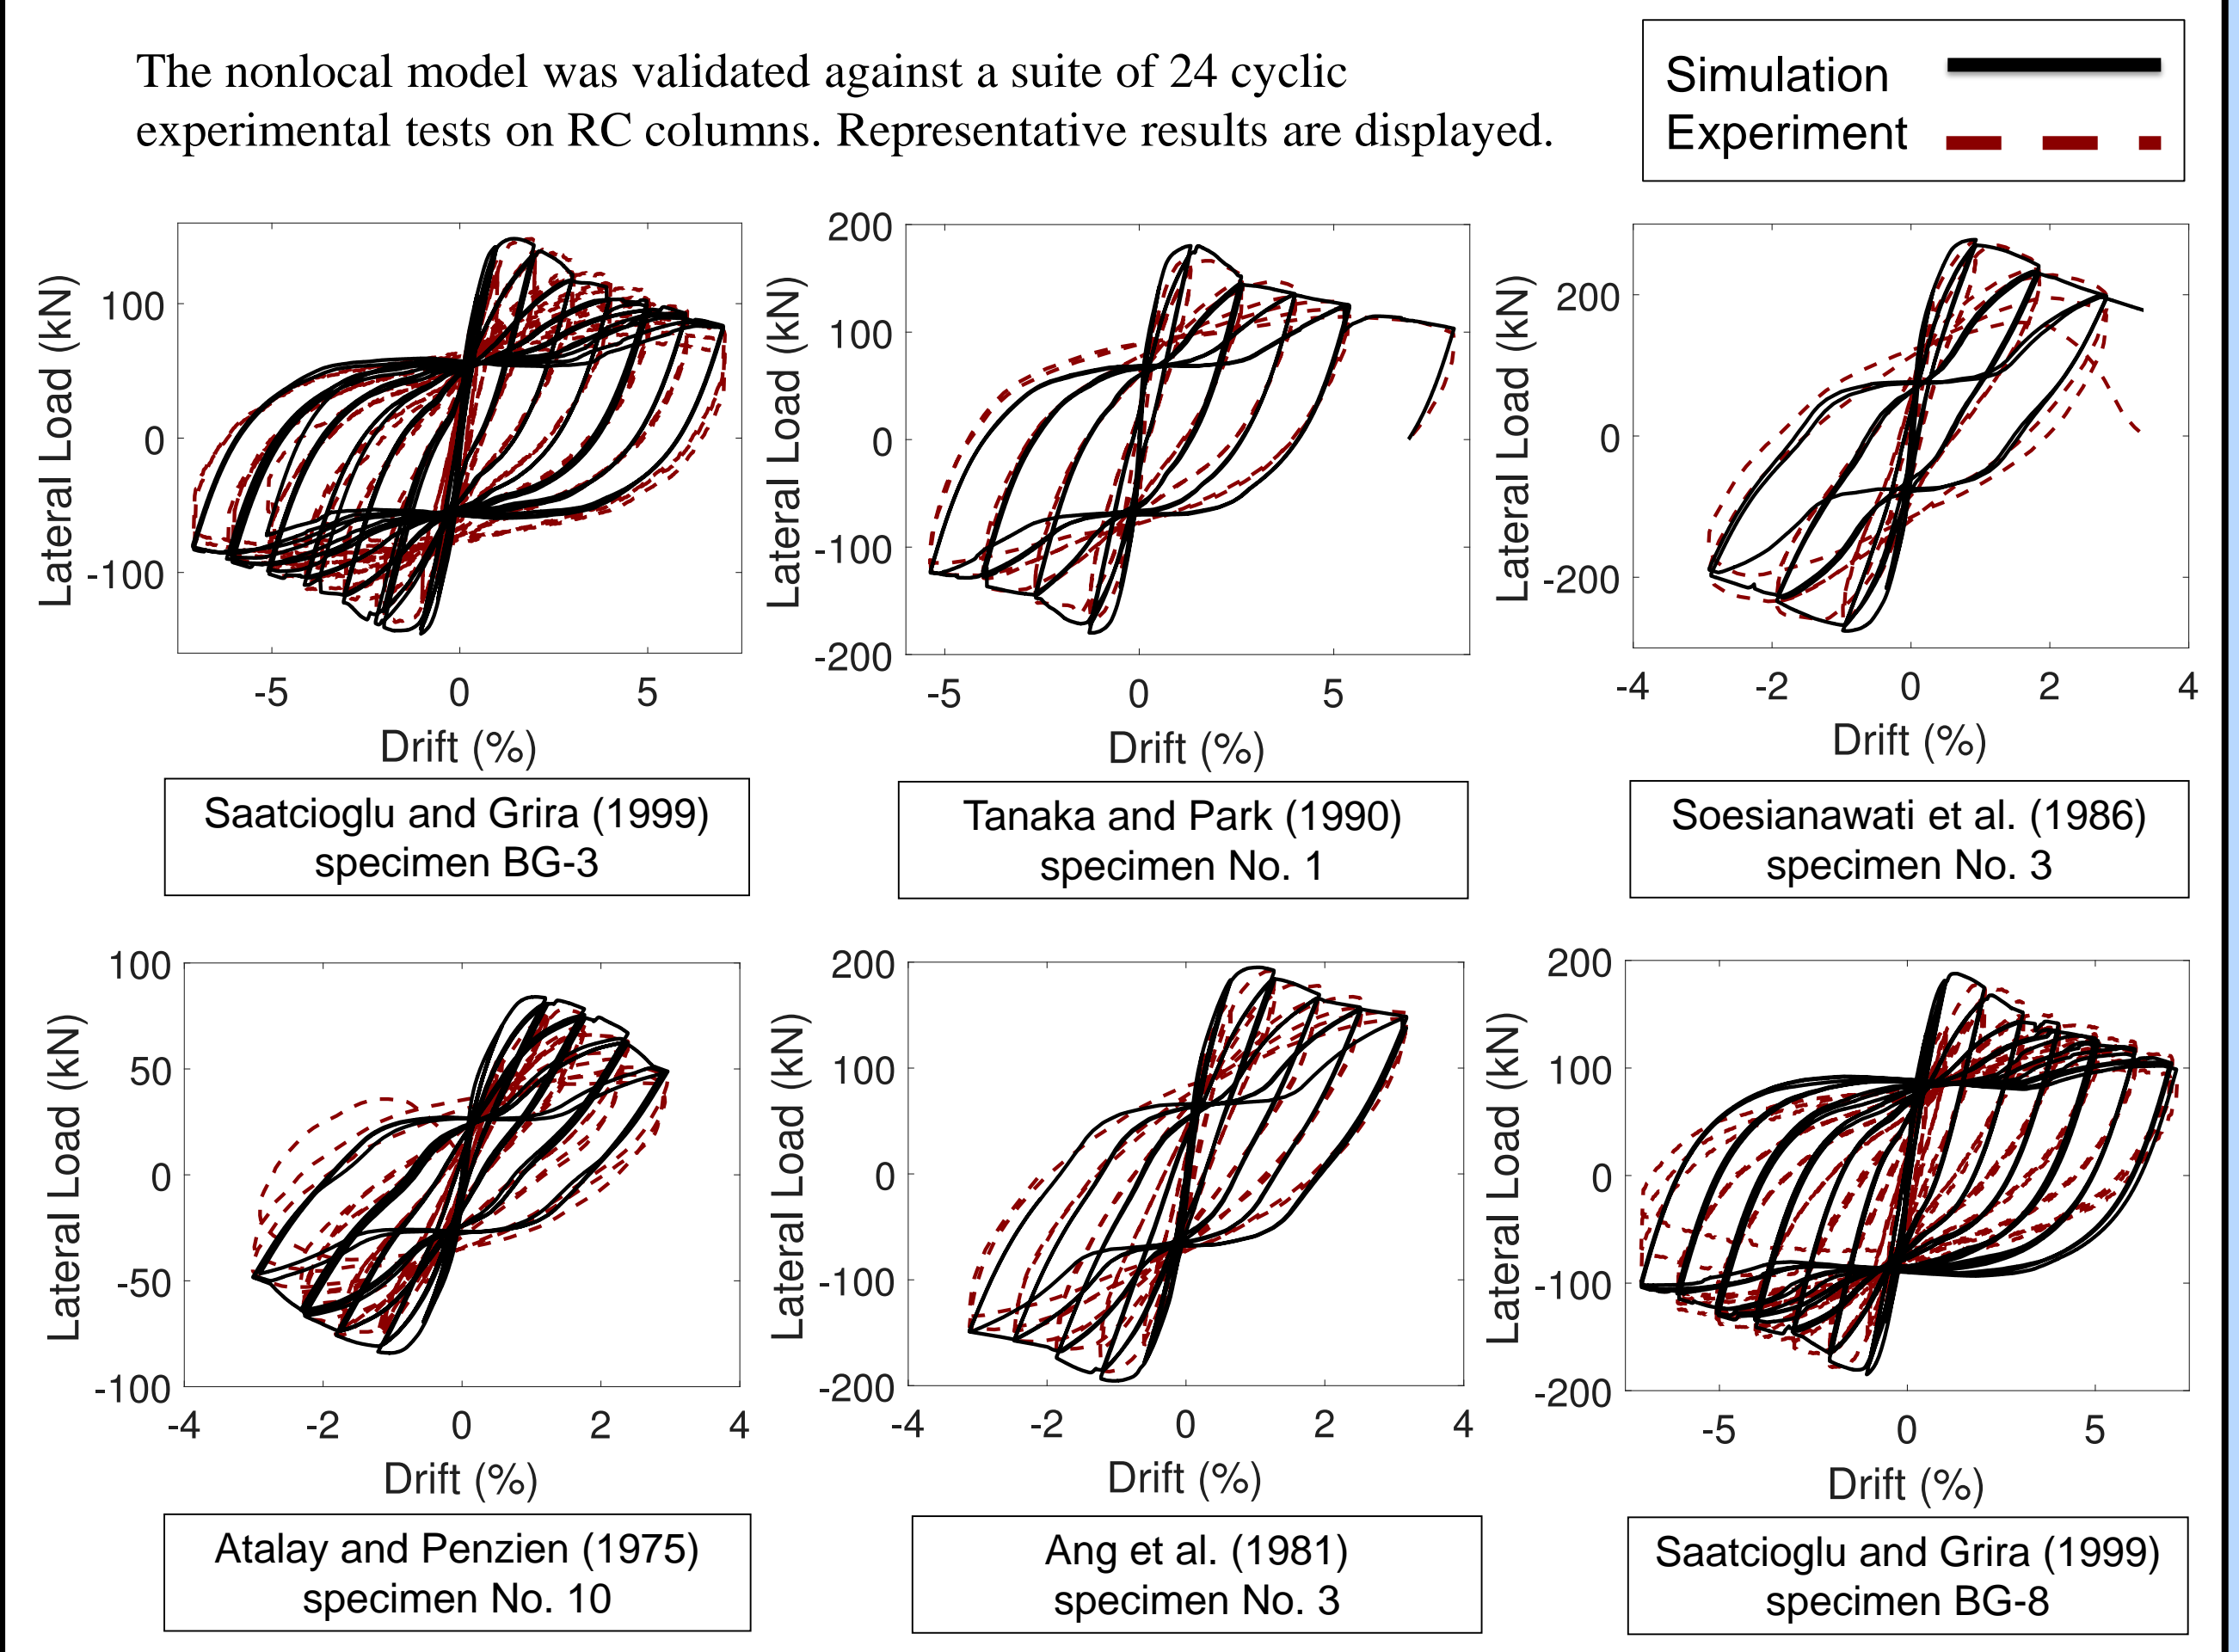 The nonlocal model was validated against a suite of 24 cyclic
experimental tests on RC columns. Representative results are displayed.
Simulation
Experiment
Lateral Load (kN)
100
0
-100
-5
0
5
Drift (%)
Saatcioglu and Grira (1999)
specimen BG-3
Lateral Load (kN)
200
100
0
-100
-200
-5
0
5
Drift (%)
Tanaka and Park (1990)
specimen No. 1
Lateral Load (kN)
200
0
-200
-4
-2
0
2
4
Drift (%)
Soesianawati et al. (1986)
specimen No. 3
Lateral Load (kN)
100
50
0
-50
-100
-4
-2
0
2
4
Drift (%)
Atalay and Penzien (1975)
specimen No. 10
Lateral Load (kN)
200
100
0
-100
-200
-4
-2
0
2
4
Drift (%)
Ang et al. (1981)
specimen No. 3
Lateral Load (kN)
200
100
0
-100
-200
-5
0
5
Drift (%)
Saatcioglu and Grira (1999)
specimen BG-8